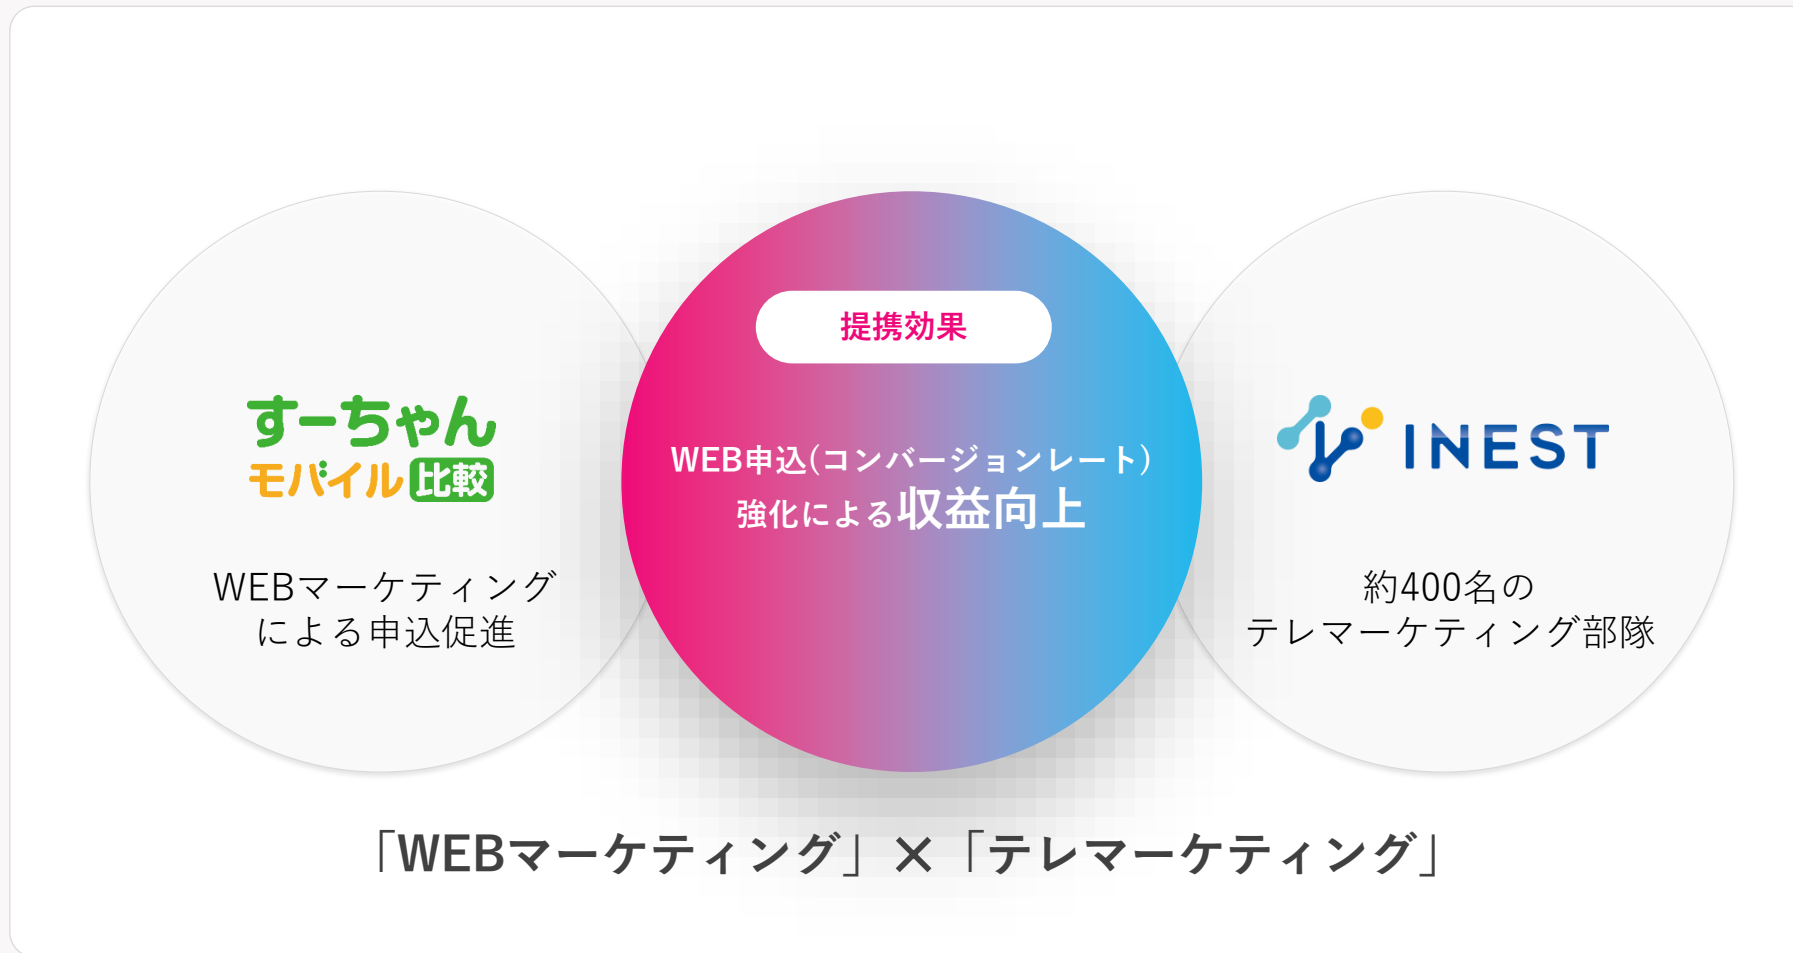 すーちゃん
モバイル比較
WEBマーケティング
による申込促進
提携効果
WEB申込(コンバージョンレート)
強化による収益向上
INEST
約400名の
テレマーケティング部隊
「WEBマーケティング」×「テレマーケティング」